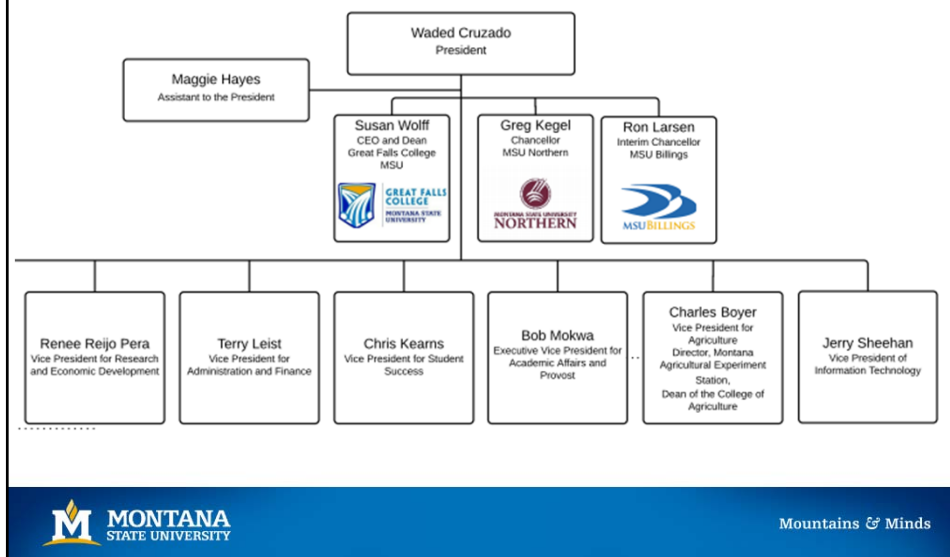 Waded Cruzado
President
Maggie Hayes
Assistant to the President
Susan Wolff
CEO and Dean
Great Falls College
MSU
GREAT FALLS
COLLEGE
MONTANA STATE
UNIVERSITY
Greg Kegel
Chancellor
MSU Northern
MONTANA STATE UNIVERSITY
NORTHERN
Ron Larsen
Interim Chancellor
MSU Billings
MSUBILLINGS
Renee Reijo Pera
Vice President for Research
and Economic Development
Terry Leist
Vice President for
Administration and Finance
Chris Kearns
Vice President for Student
Success
Bob Mokwa
Executive Vice President for
Academic Affairs and
Provost
Charles Boyer
Vice President for
Agriculture
Director, Montana
Agricultural Experiment
Station,
Dean of the College of
Agriculture
Jerry Sheehan
Vice President of
Information Technology
M
MONTANA
STATE UNIVERSITY
Mountains & Minds